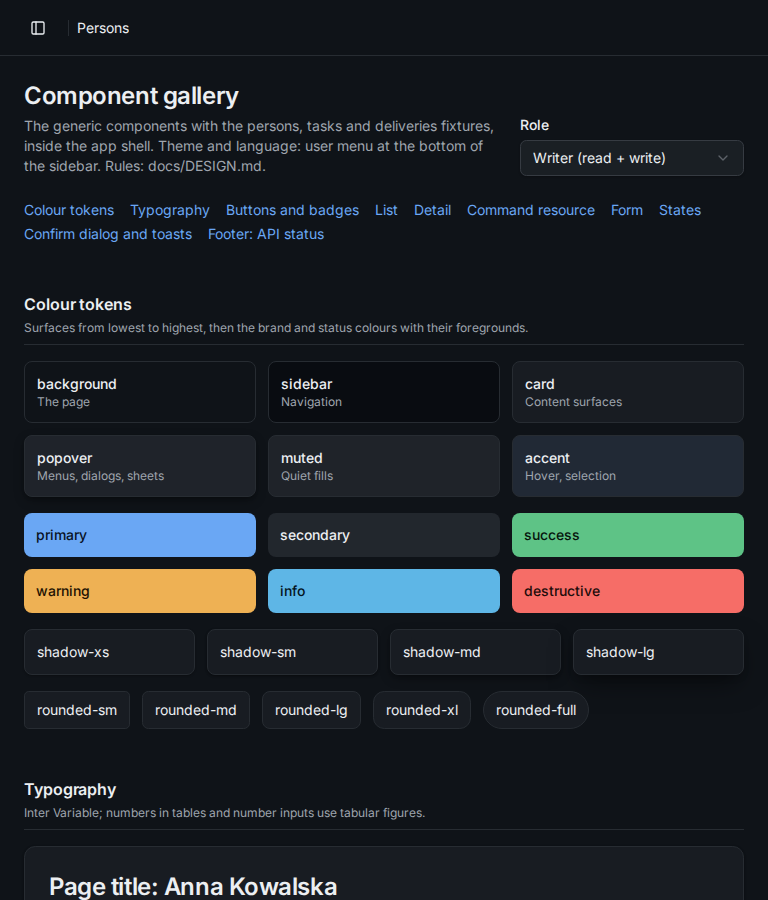 Persons
Component gallery
The generic components with the persons, tasks and deliveries fixtures,
inside the app shell. Theme and language: user menu at the bottom of
the sidebar. Rules: docs/DESIGN.md.
Role
Writer (read + write)
Colour tokens Typography Buttons and badges List Detail Command resource Form States
Confirm dialog and toasts Footer: API status
Colour tokens
Surfaces from lowest to highest, then the brand and status colours with their foregrounds.
background
The page
sidebar
Navigation
card
Content surfaces
popover
Menus, dialogs, sheets
muted
Quiet fills
accent
Hover, selection
primary
secondary
success
warning
info
destructive
shadow-xs
shadow-sm
shadow-md
shadow-lg
rounded-sm
rounded-md
rounded-lg
rounded-xl
rounded-full
Typography
Inter Variable; numbers in tables and number inputs use tabular figures.
Page title: Anna Kowalska